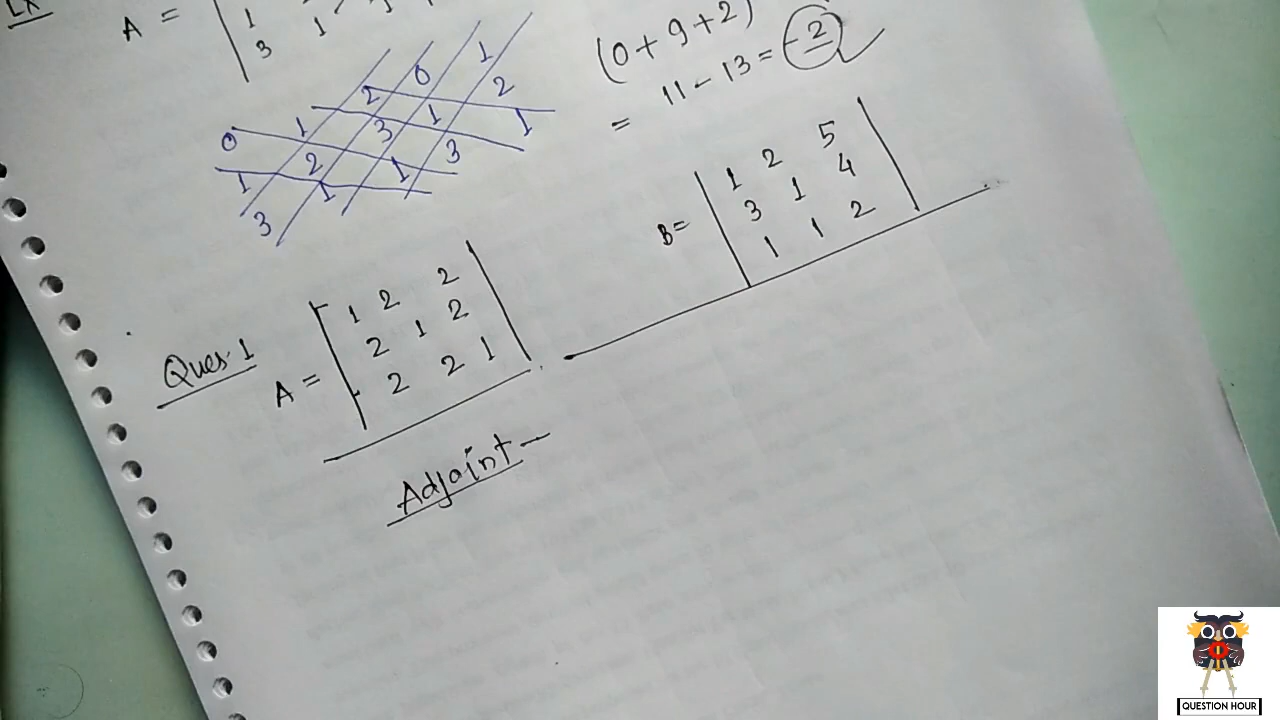 Ex
A = 1
3 1
0 1 2 0 1
1 2 3 1 2
3 1 1 3 1
(0 + 9 + 2)
= 11 - 13 = -2
Ques. 1 A = 1 2 2
2 1 2
2 2 1
B = 1 2 5
3 1 4
1 1 2
Adjoint -
QUESTION HOUR